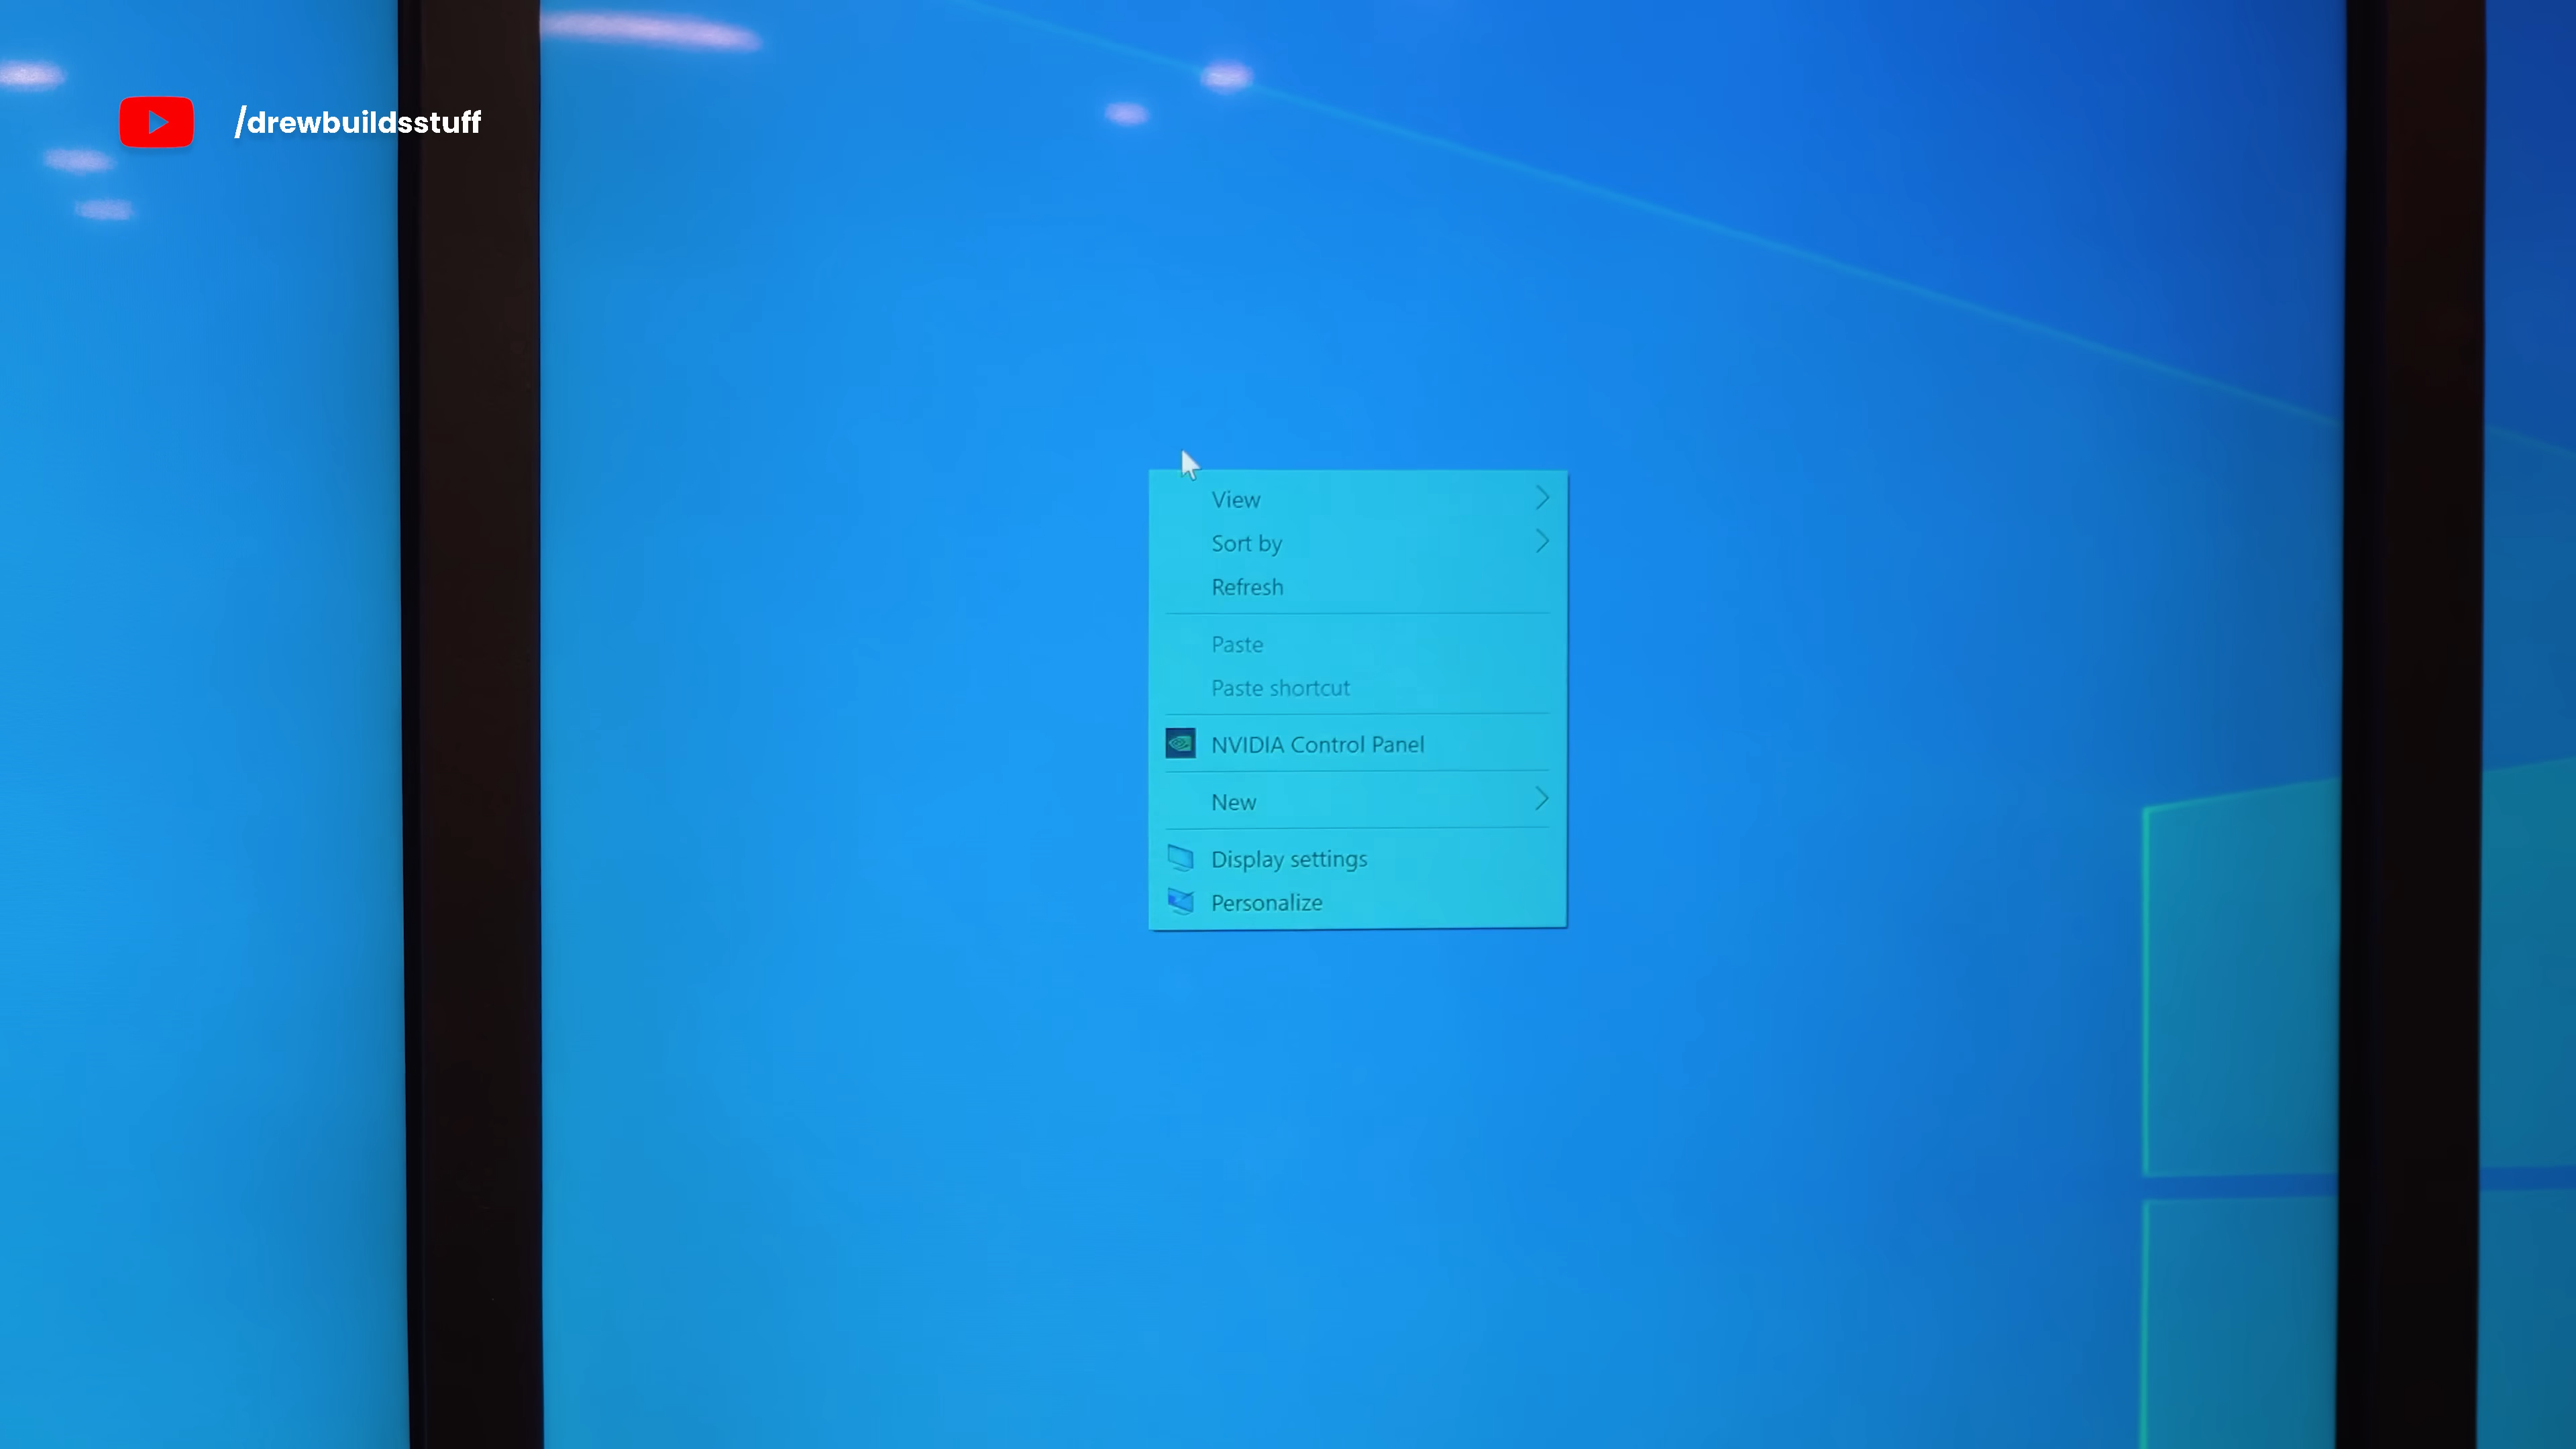 /drewbuildsstuff
View
Sort by
Refresh
Paste
Paste shortcut
NVIDIA Control Panel
New
Display settings
Personalize